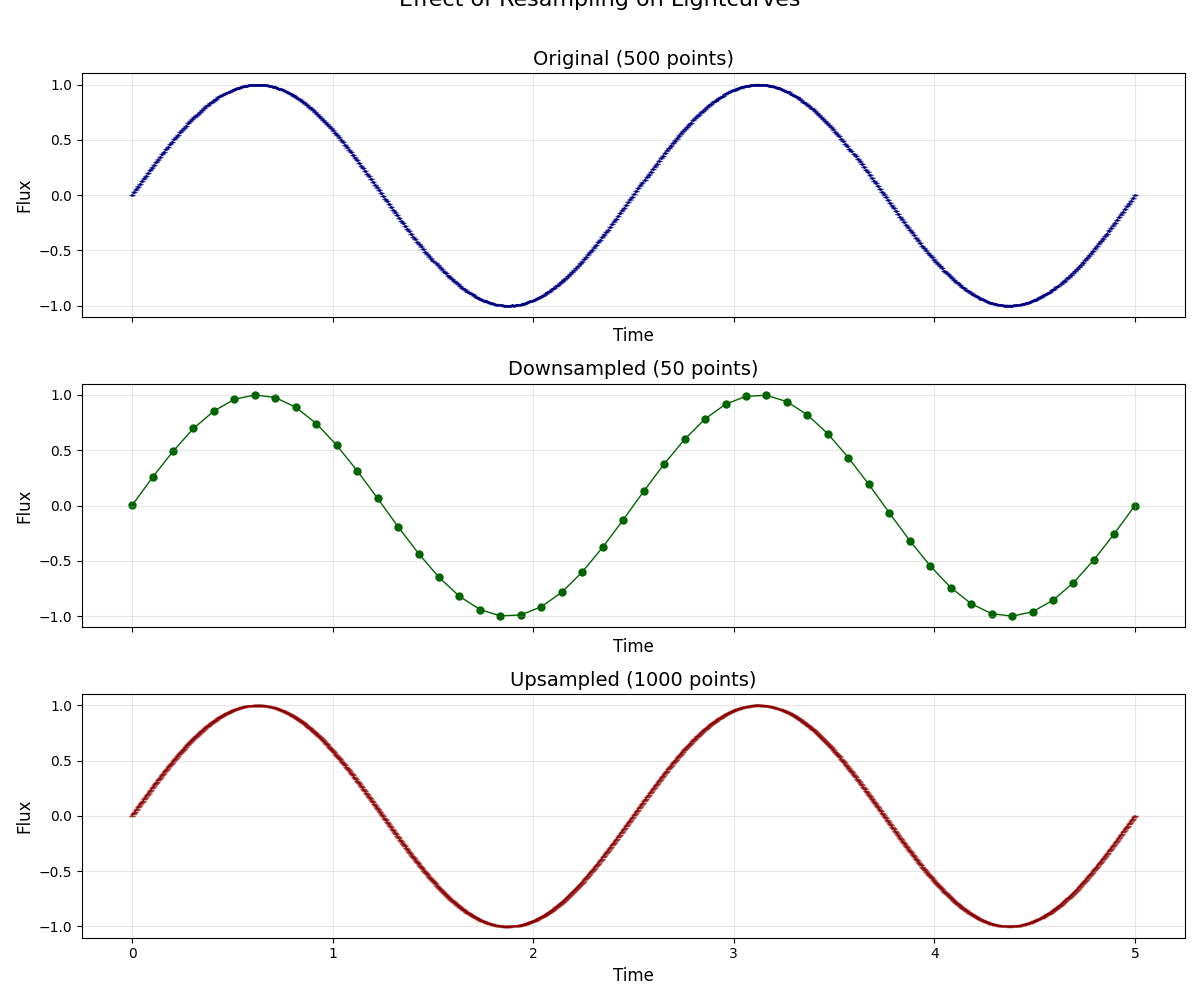 Effect of Resampling on Lightcurves
Original (500 points)
1.0
0.5
0.0
−0.5
−1.0
Flux
Time
Downsampled (50 points)
1.0
0.5
0.0
−0.5
−1.0
Flux
Time
Upsampled (1000 points)
1.0
0.5
0.0
−0.5
−1.0
Flux
0 1 2 3 4 5
Time